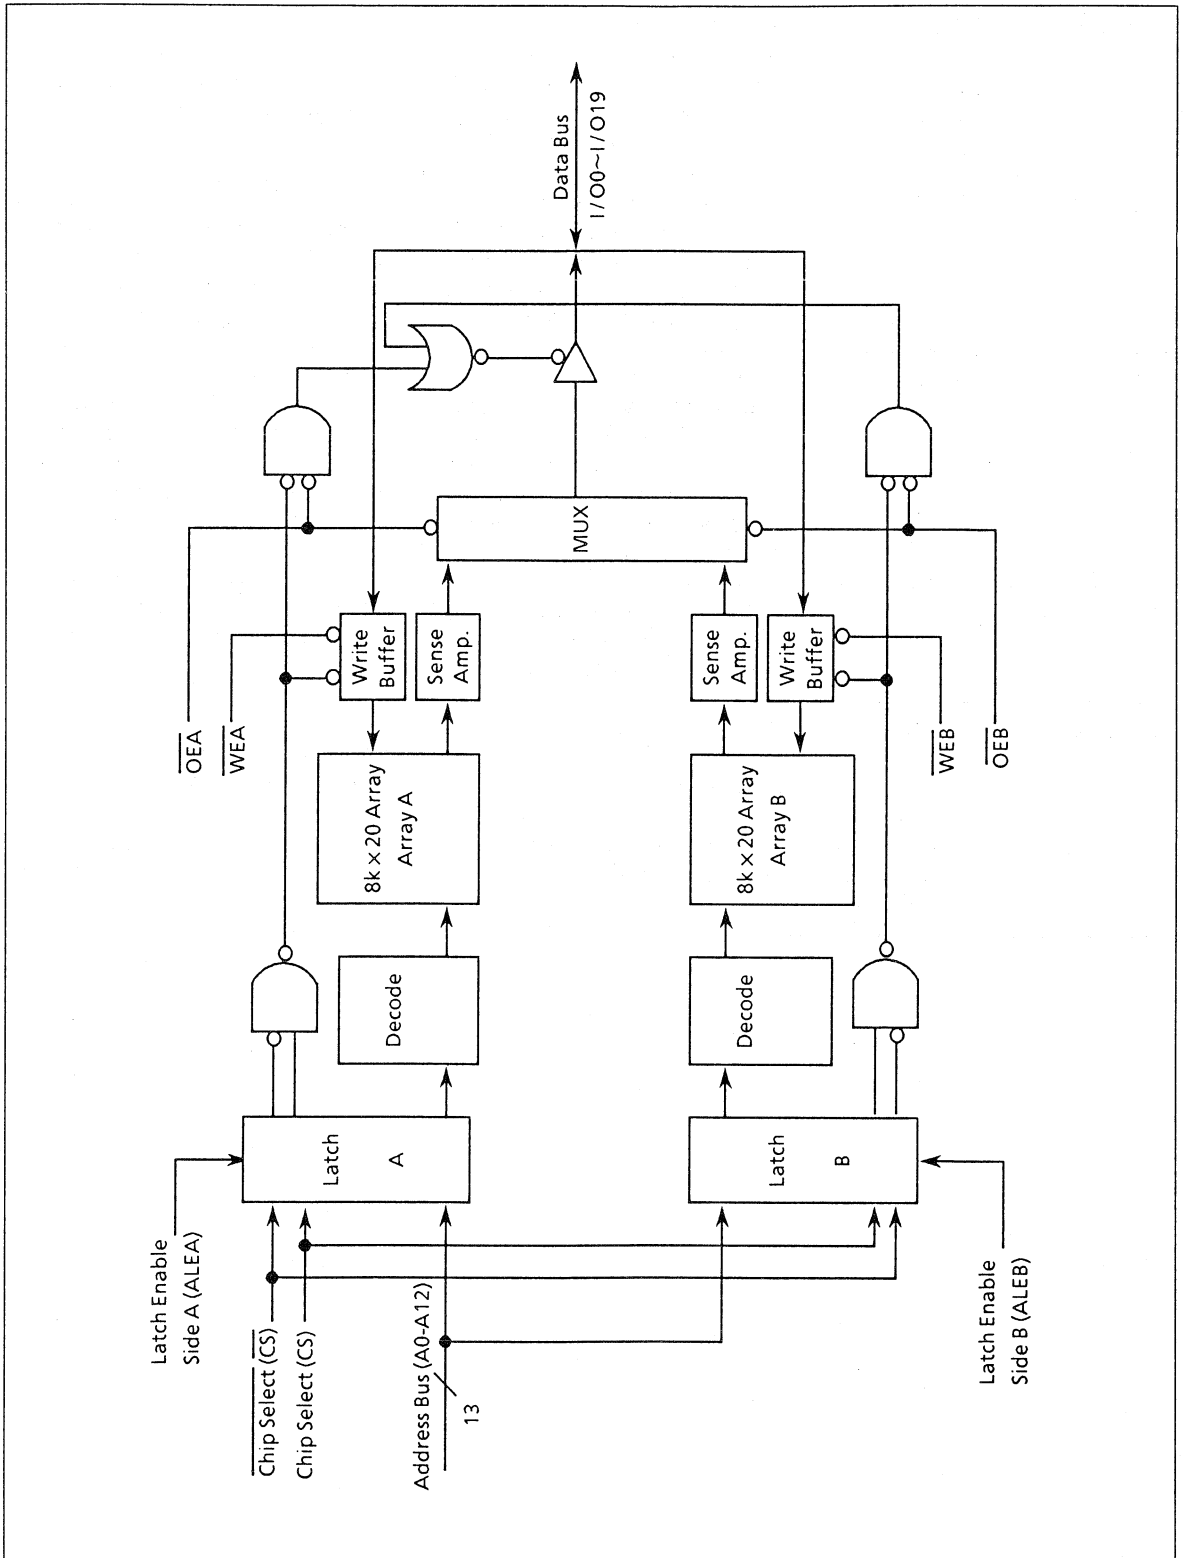 Data Bus
I/O0~I/O19
MUX
OEA
WEA
Write
Buffer
Sense
Amp.
Sense
Amp.
Write
Buffer
WEB
OEB
8k x 20 Array
Array A
8k x 20 Array
Array B
Decode
Decode
Latch
A
Latch
B
Latch Enable
Side A (ALEA)
Chip Select (CS)
Chip Select (CS)
Address Bus (A0-A12)
13
Latch Enable
Side B (ALEB)